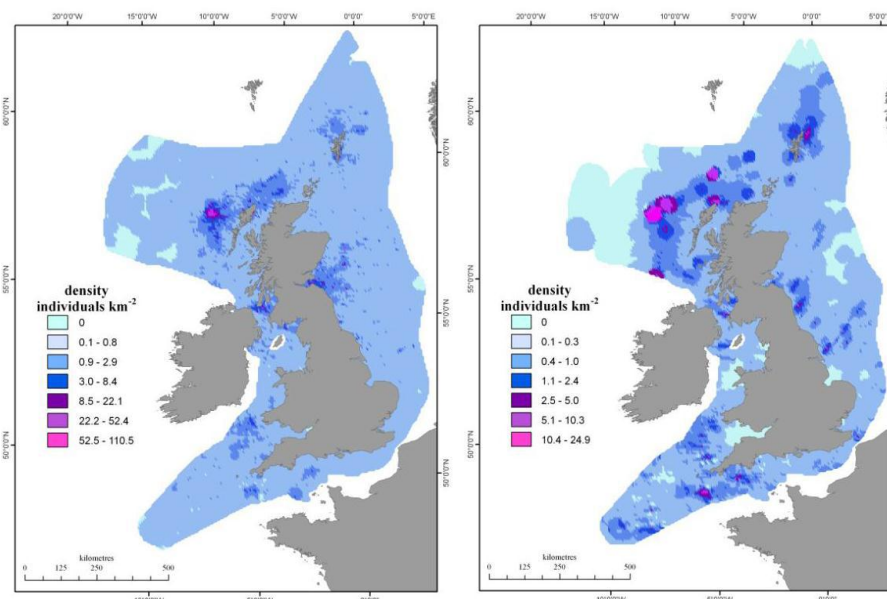 20°0'0"W 15°0'0"W 10°0'0"W 5°0'0"W 0°0'0"E 5°0'0"E
60°0'0"N
55°0'0"N
50°0'0"N
density
individuals km-2
0
0.1 - 0.8
0.9 - 2.9
3.0 - 8.4
8.5 - 22.1
22.2 - 52.4
52.5 - 110.5
kilometres
0 125 250 500
60°0'0"N
55°0'0"N
50°0'0"N
15°0'0"W 10°0'0"W 5°0'0"W 0°0'0"E 5°0'0"E
60°0'0"N
55°0'0"N
50°0'0"N
density
individuals km-2
0
0.1 - 0.3
0.4 - 1.0
1.1 - 2.4
2.5 - 5.0
5.1 - 10.3
10.4 - 24.9
kilometres
0 125 250 500
60°0'0"N
55°0'0"N
50°0'0"N